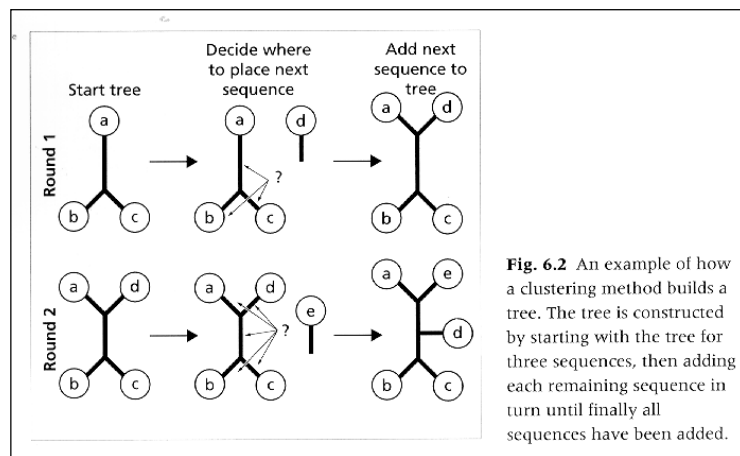 Start tree
Decide where
to place next
sequence
Add next
sequence to
tree
Round 1
a
b
c
a
d
?
b
c
a
d
b
c
Round 2
a
d
b
c
a
d
e
?
b
c
a
e
d
b
c
Fig. 6.2 An example of how
a clustering method builds a
tree. The tree is constructed
by starting with the tree for
three sequences, then adding
each remaining sequence in
turn until finally all
sequences have been added.